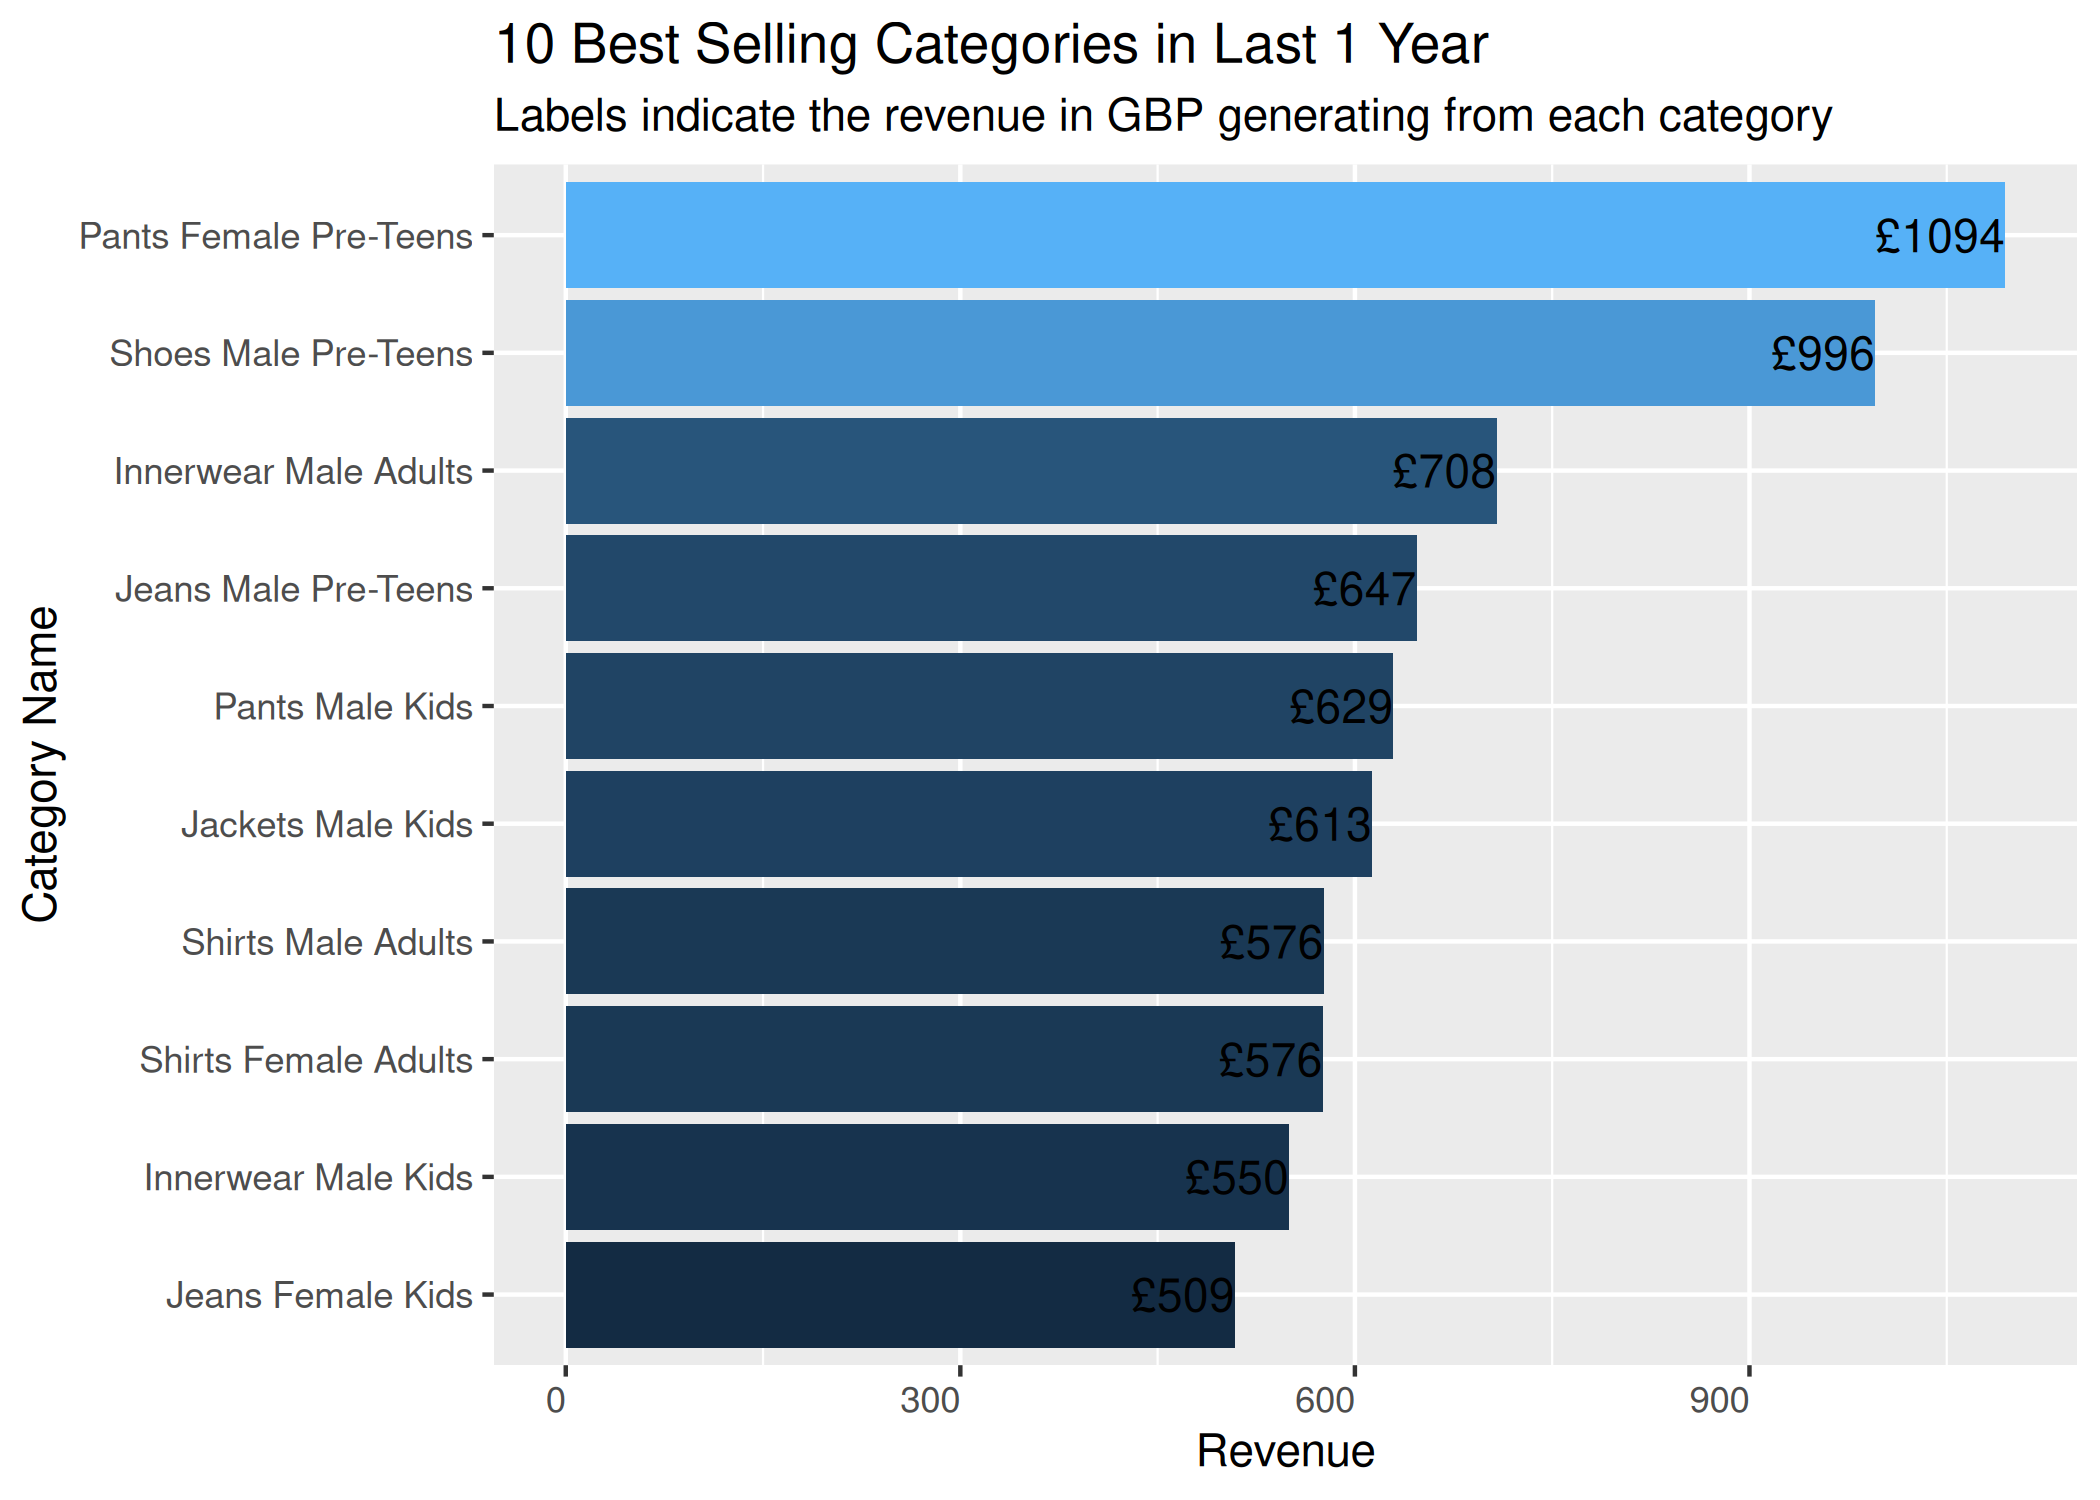 10 Best Selling Categories in Last 1 Year
Labels indicate the revenue in GBP generating from each category
Category Name
Pants Female Pre-Teens £1094
Shoes Male Pre-Teens £996
Innerwear Male Adults £708
Jeans Male Pre-Teens £647
Pants Male Kids £629
Jackets Male Kids £613
Shirts Male Adults £576
Shirts Female Adults £576
Innerwear Male Kids £550
Jeans Female Kids £509
0 300 600 900
Revenue